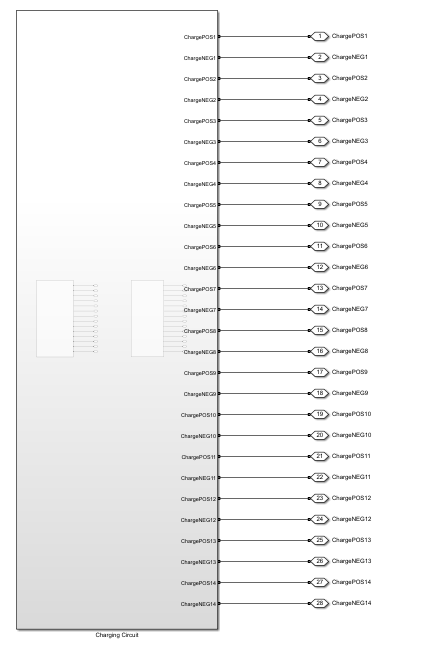 ChargePOS1 1 ChargePOS1
ChargeNEG1 2 ChargeNEG1
ChargePOS2 3 ChargePOS2
ChargeNEG2 4 ChargeNEG2
ChargePOS3 5 ChargePOS3
ChargeNEG3 6 ChargeNEG3
ChargePOS4 7 ChargePOS4
ChargeNEG4 8 ChargeNEG4
ChargePOS5 9 ChargePOS5
ChargeNEG5 10 ChargeNEG5
ChargePOS6 11 ChargePOS6
ChargeNEG6 12 ChargeNEG6
ChargePOS7 13 ChargePOS7
ChargeNEG7 14 ChargeNEG7
ChargePOS8 15 ChargePOS8
ChargeNEG8 16 ChargeNEG8
ChargePOS9 17 ChargePOS9
ChargeNEG9 18 ChargeNEG9
ChargePOS10 19 ChargePOS10
ChargeNEG10 20 ChargeNEG10
ChargePOS11 21 ChargePOS11
ChargeNEG11 22 ChargeNEG11
ChargePOS12 23 ChargePOS12
ChargeNEG12 24 ChargeNEG12
ChargePOS13 25 ChargePOS13
ChargeNEG13 26 ChargeNEG13
ChargePOS14 27 ChargePOS14
ChargeNEG14 28 ChargeNEG14
Charging Circuit